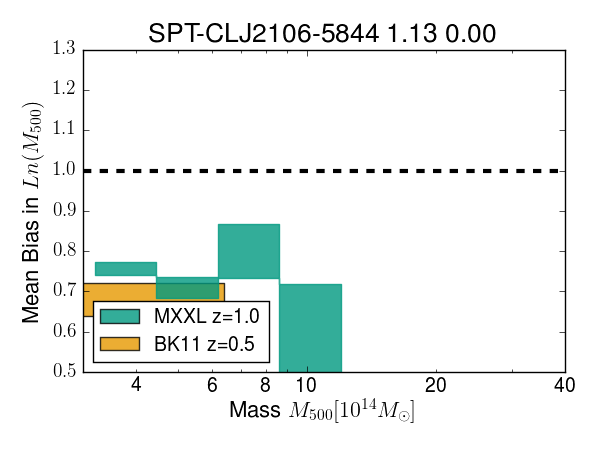 SPT-CLJ2106-5844 1.13 0.00
Mean Bias in Ln(M500)
1.3
1.2
1.1
1.0
0.9
0.8
0.7
0.6
0.5
MXXL z=1.0
BK11 z=0.5
4 6 8 10 20 40
Mass M500[10^14 M⊙]